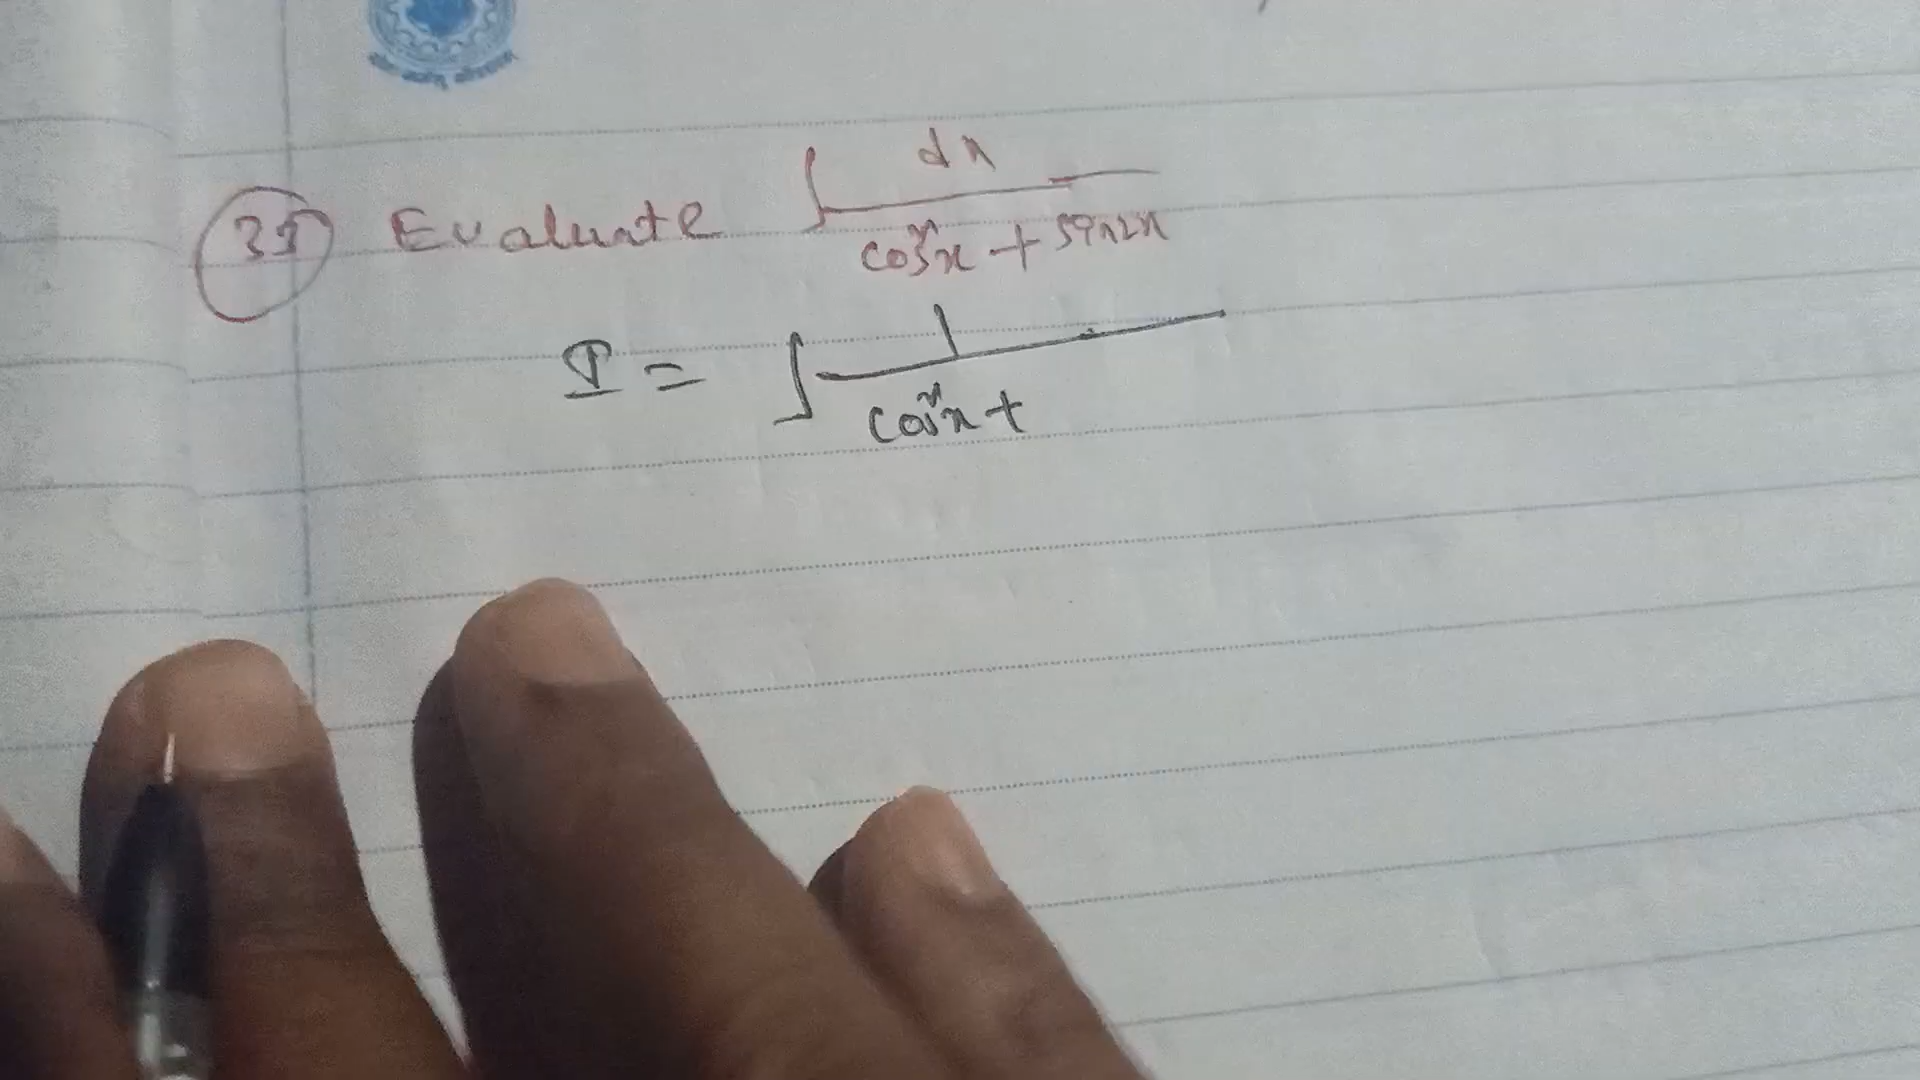 35 Evaluate ∫ dx / cos²x + sin2x
I = ∫ 1 / cos²x +